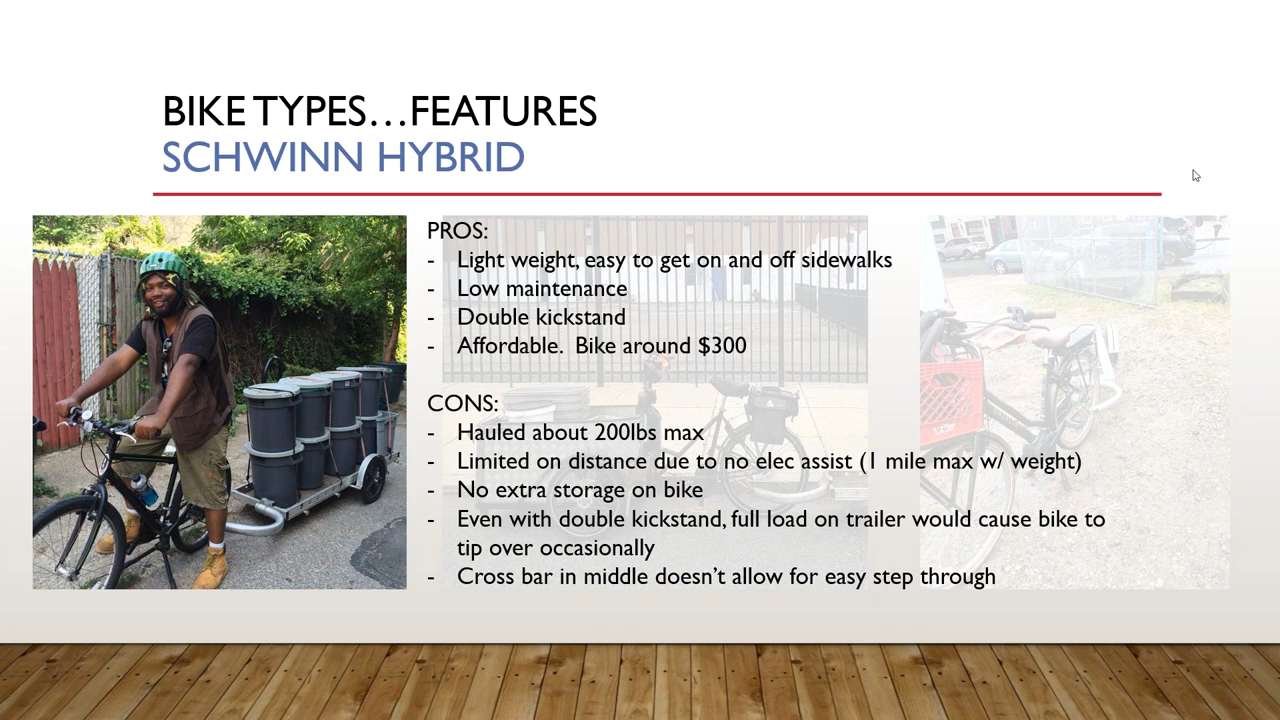 BIKE TYPES…FEATURES
SCHWINN HYBRID
PROS:
- Light weight, easy to get on and off sidewalks
- Low maintenance
- Double kickstand
- Affordable.  Bike around $300
CONS:
- Hauled about 200lbs max
- Limited on distance due to no elec assist (1 mile max w/ weight)
- No extra storage on bike
- Even with double kickstand, full load on trailer would cause bike to
tip over occasionally
- Cross bar in middle doesn’t allow for easy step through